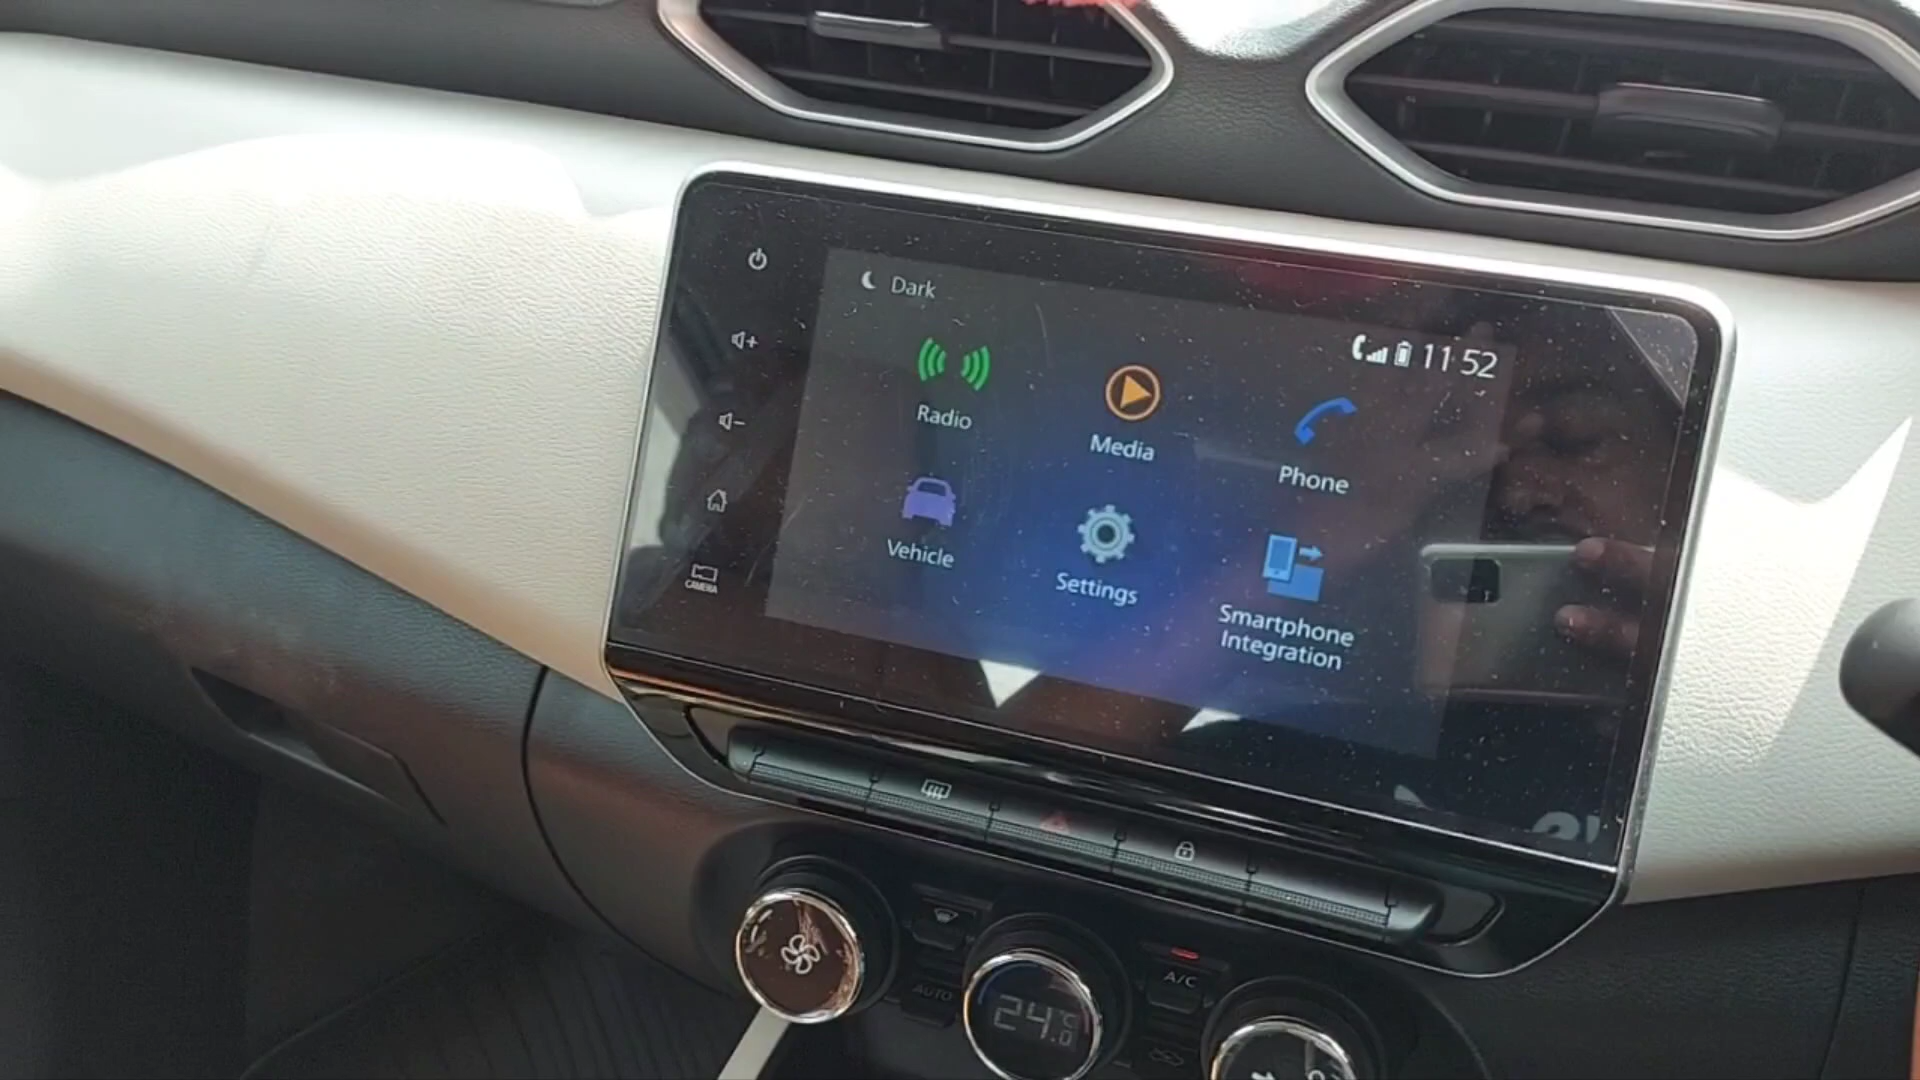 Dark
11:52
Radio
Media
Phone
Vehicle
Settings
Smartphone
Integration
CAMERA
A/C
AUTO
24.0°C